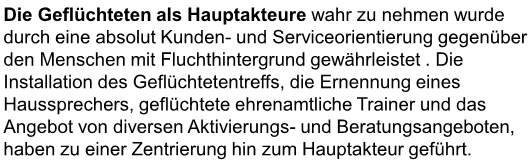 Die Geflüchteten als Hauptakteure wahr zu nehmen wurde
durch eine absolut Kunden- und Serviceorientierung gegenüber
den Menschen mit Fluchthintergrund gewährleistet . Die
Installation des Geflüchtetentreffs, die Ernennung eines
Haussprechers, geflüchtete ehrenamtliche Trainer und das
Angebot von diversen Aktivierungs- und Beratungsangeboten,
haben zu einer Zentrierung hin zum Hauptakteur geführt.